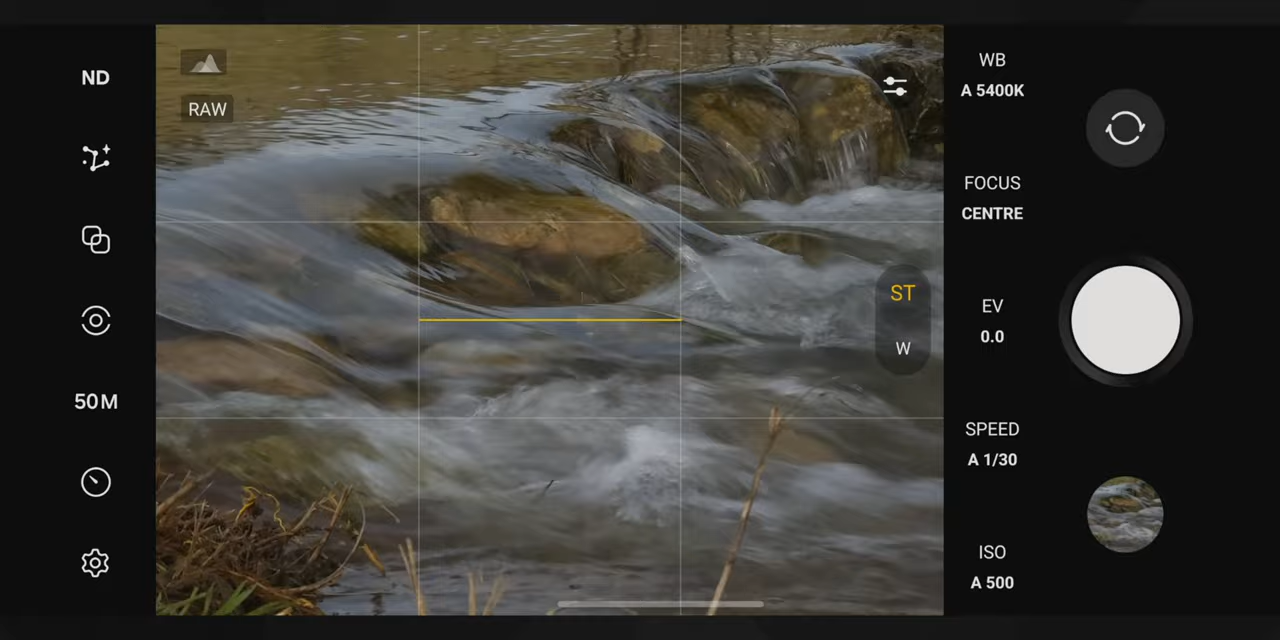 ND
50M
RAW
ST
W
WB
A 5400K
FOCUS
CENTRE
EV
0.0
SPEED
A 1/30
ISO
A 500